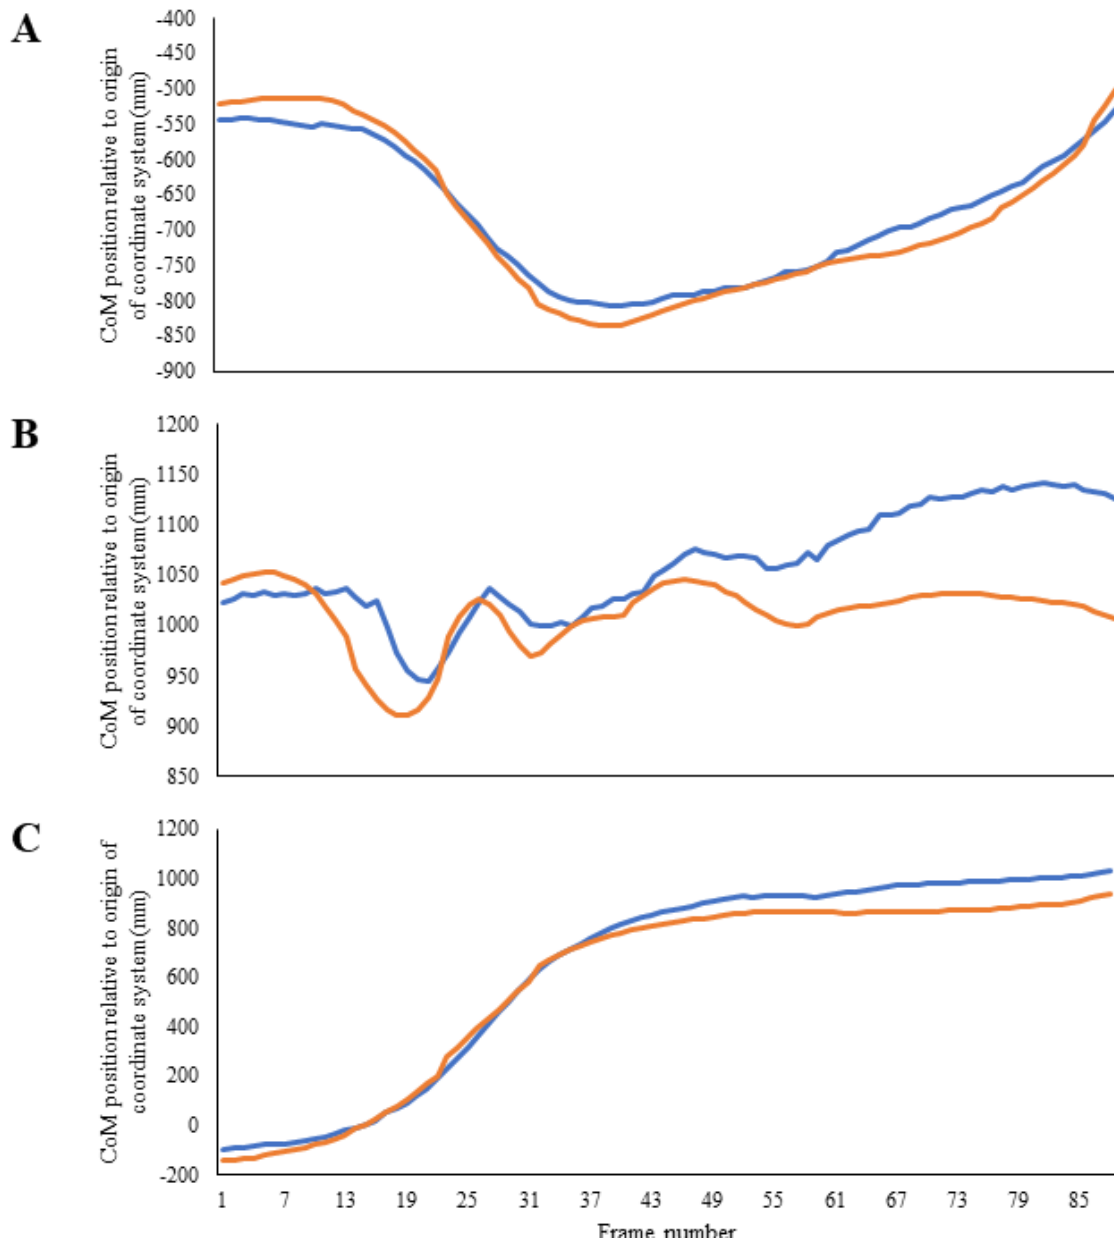 A
CoM position relative to origin
of coordinate system (mm)
-400
-450
-500
-550
-600
-650
-700
-750
-800
-850
-900
B
CoM position relative to origin
of coordinate system (mm)
1200
1150
1100
1050
1000
950
900
850
C
CoM position relative to origin of
coordinate system (mm)
1200
1000
800
600
400
200
0
-200
1 7 13 19 25 31 37 43 49 55 61 67 73 79 85
Frame number